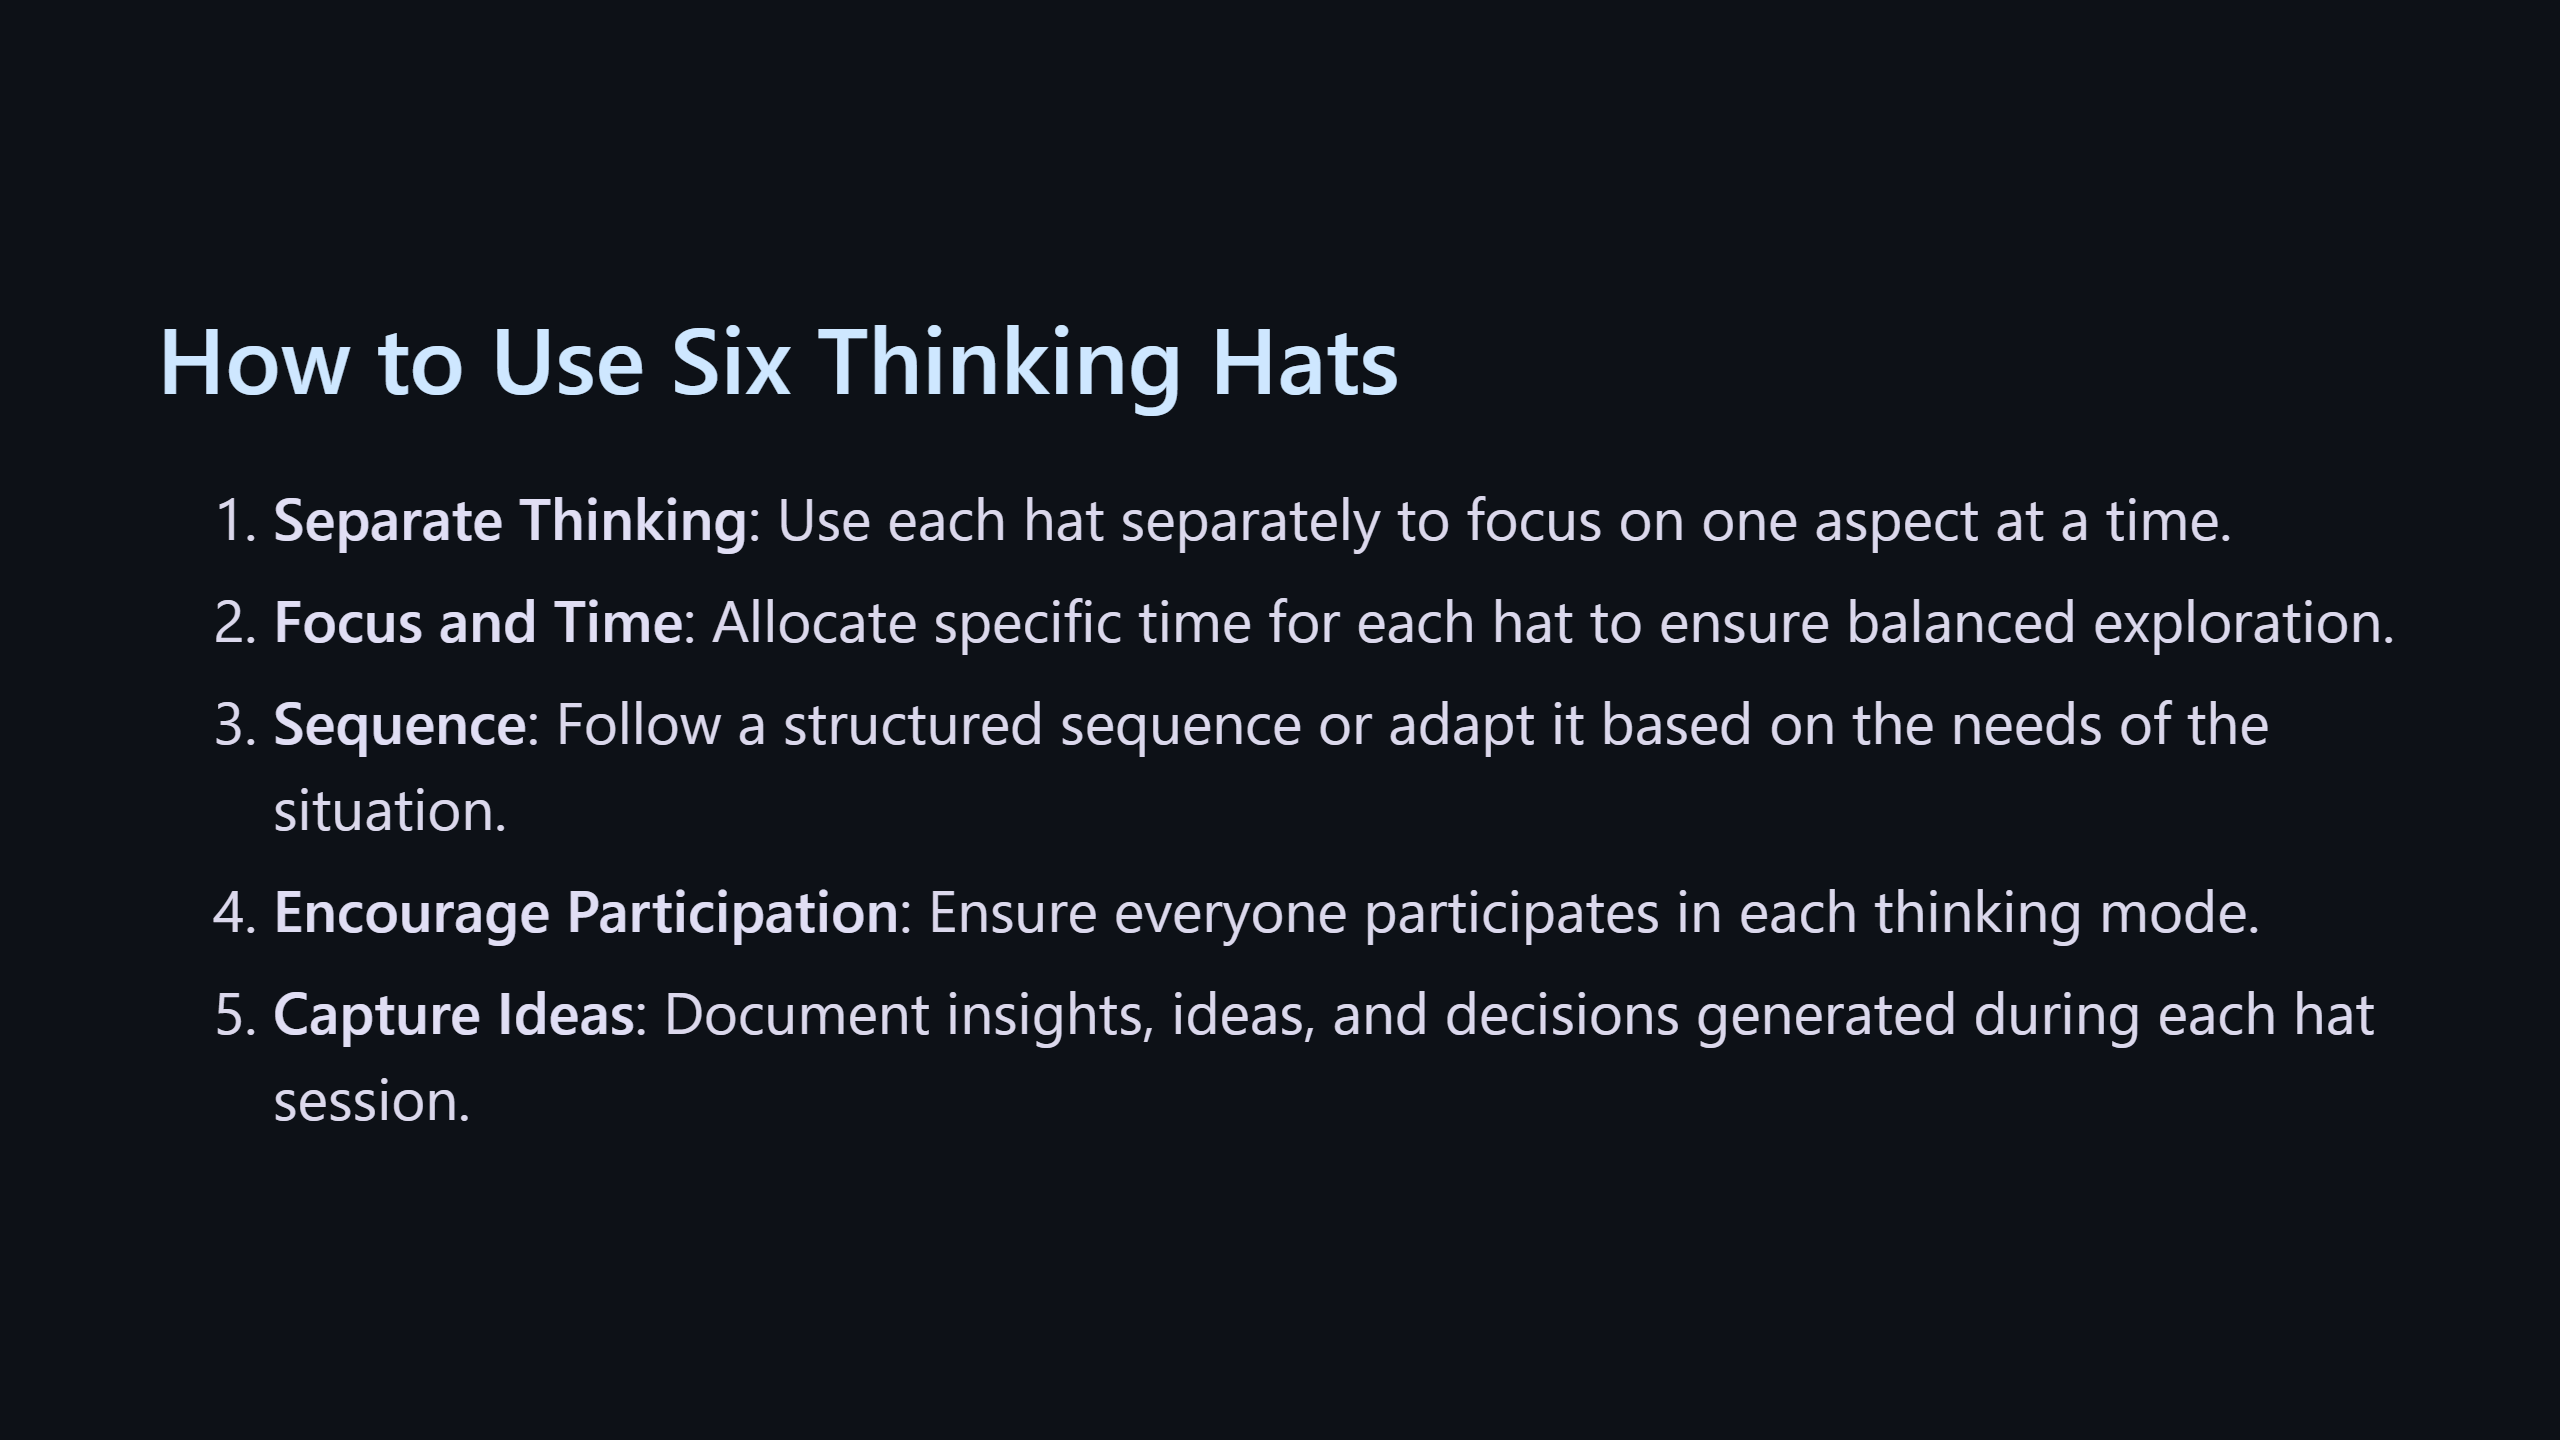 How to Use Six Thinking Hats
1. Separate Thinking: Use each hat separately to focus on one aspect at a time.
2. Focus and Time: Allocate specific time for each hat to ensure balanced exploration.
3. Sequence: Follow a structured sequence or adapt it based on the needs of the
situation.
4. Encourage Participation: Ensure everyone participates in each thinking mode.
5. Capture Ideas: Document insights, ideas, and decisions generated during each hat
session.